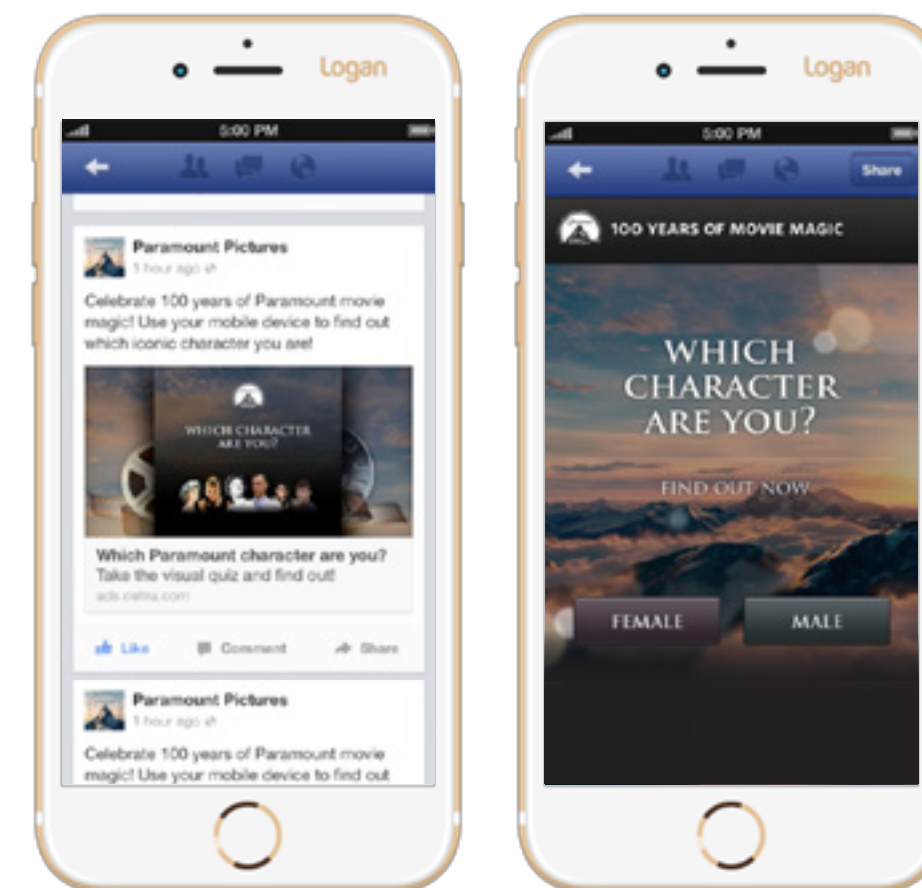 Logan
5:00 PM
Paramount Pictures
1 hour ago
Celebrate 100 years of Paramount movie
magic! Use your mobile device to find out
which iconic character you are!
WHICH CHARACTER
ARE YOU?
Which Paramount character are you?
Take the visual quiz and find out!
ads.celtra.com
Like Comment Share
Paramount Pictures
1 hour ago
Celebrate 100 years of Paramount movie
magic! Use your mobile device to find out
Logan
5:00 PM
Share
100 YEARS OF MOVIE MAGIC
WHICH
CHARACTER
ARE YOU?
FIND OUT NOW
FEMALE MALE